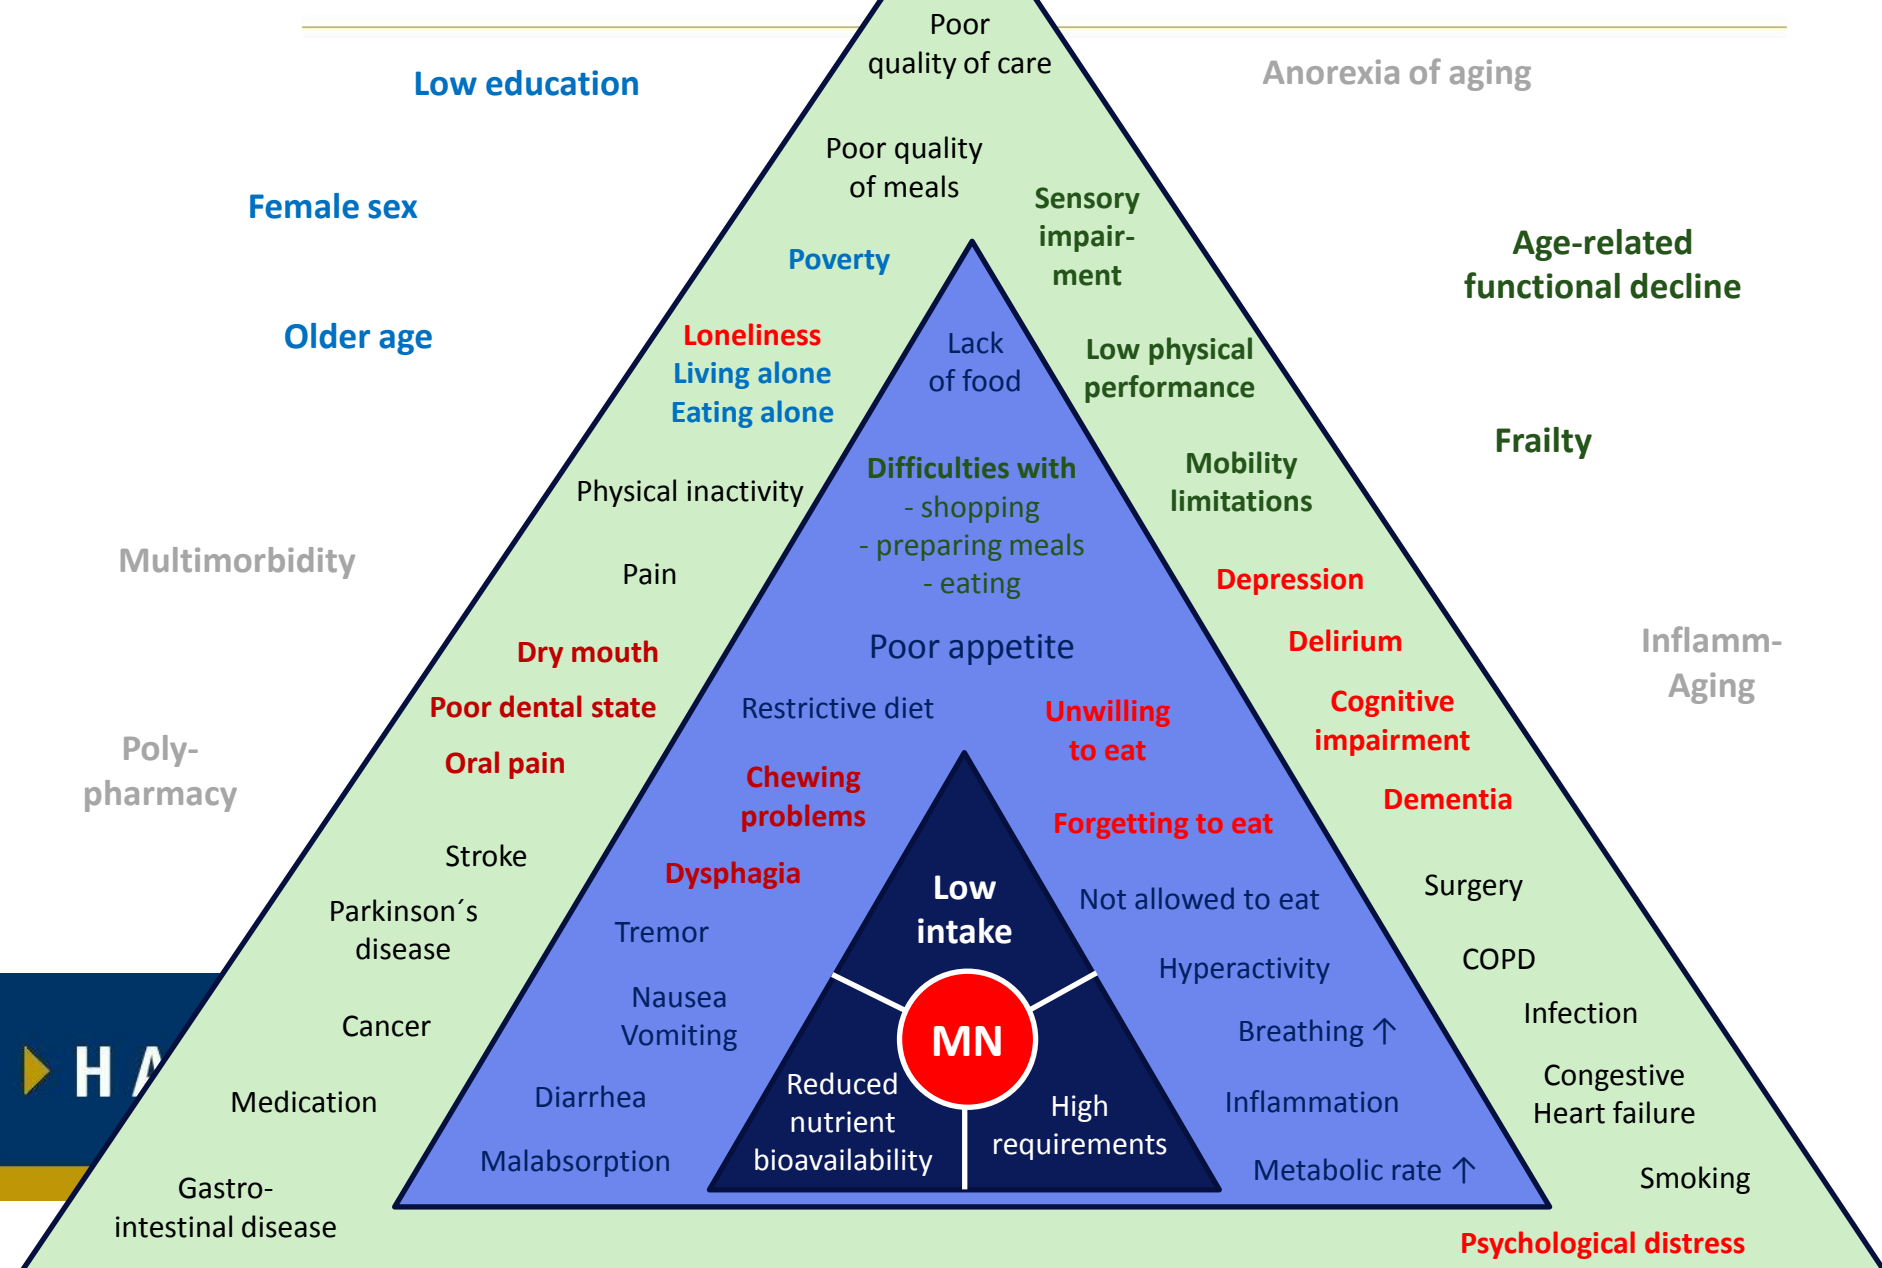 Poor
quality of care
Low education
Anorexia of aging
Poor quality
of meals
Female sex
Sensory
impair-
ment
Age-related
functional decline
Poverty
Older age
Loneliness
Living alone
Eating alone
Lack
of food
Low physical
performance
Frailty
Difficulties with
- shopping
- preparing meals
- eating
Mobility
limitations
Physical inactivity
Multimorbidity
Pain
Depression
Poor appetite
Dry mouth
Delirium
Inflamm-
Aging
Poor dental state
Restrictive diet
Unwilling
to eat
Cognitive
impairment
Poly-
pharmacy
Oral pain
Chewing
problems
Dementia
Forgetting to eat
Stroke
Dysphagia
Low
intake
Not allowed to eat
Surgery
Parkinson´s
disease
Tremor
Hyperactivity
COPD
Nausea
Vomiting
Infection
Cancer
MN
Breathing ↑
H A
Reduced
nutrient
bioavailability
High
requirements
Congestive
Heart failure
Medication
Diarrhea
Inflammation
Malabsorption
Metabolic rate ↑
Smoking
Gastro-
intestinal disease
Psychological distress